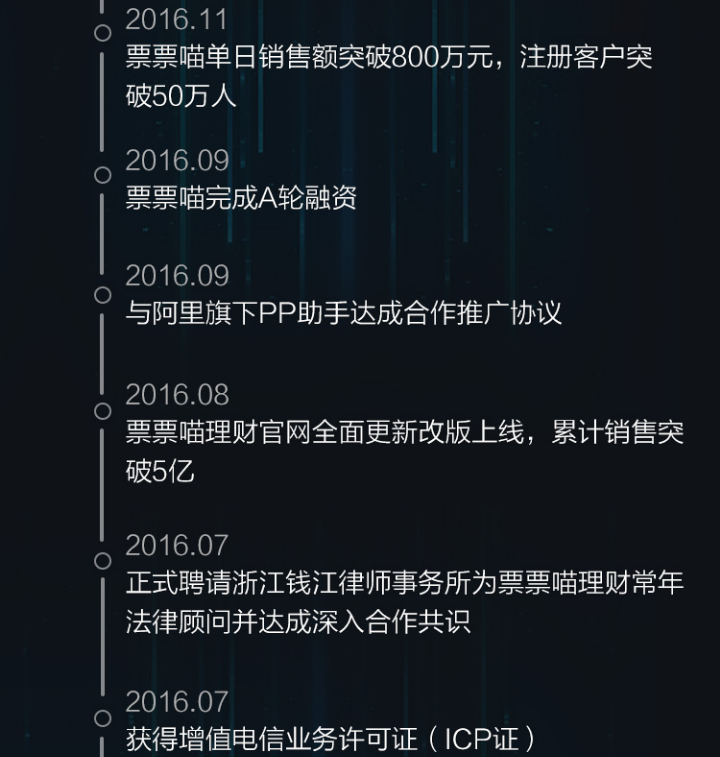 2016.11
票票喵单日销售额突破800万元，注册客户突
破50万人
2016.09
票票喵完成A轮融资
2016.09
与阿里旗下PP助手达成合作推广协议
2016.08
票票喵理财官网全面更新改版上线，累计销售突
破5亿
2016.07
正式聘请浙江钱江律师事务所为票票喵理财常年
法律顾问并达成深入合作共识
2016.07
获得增值电信业务许可证（ICP证）